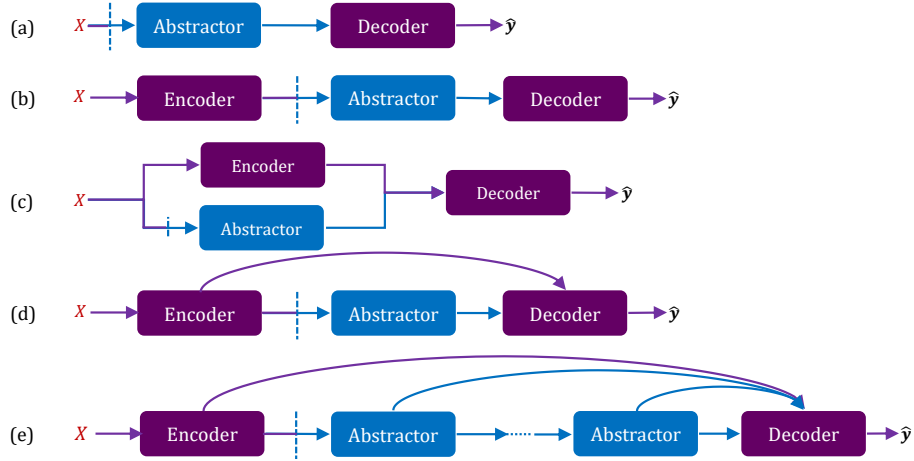 (a) X Abstractor Decoder ŷ
(b) X Encoder Abstractor Decoder ŷ
Encoder
(c) X Decoder ŷ
Abstractor
(d) X Encoder Abstractor Decoder ŷ
(e) X Encoder Abstractor ...... Abstractor Decoder ŷ